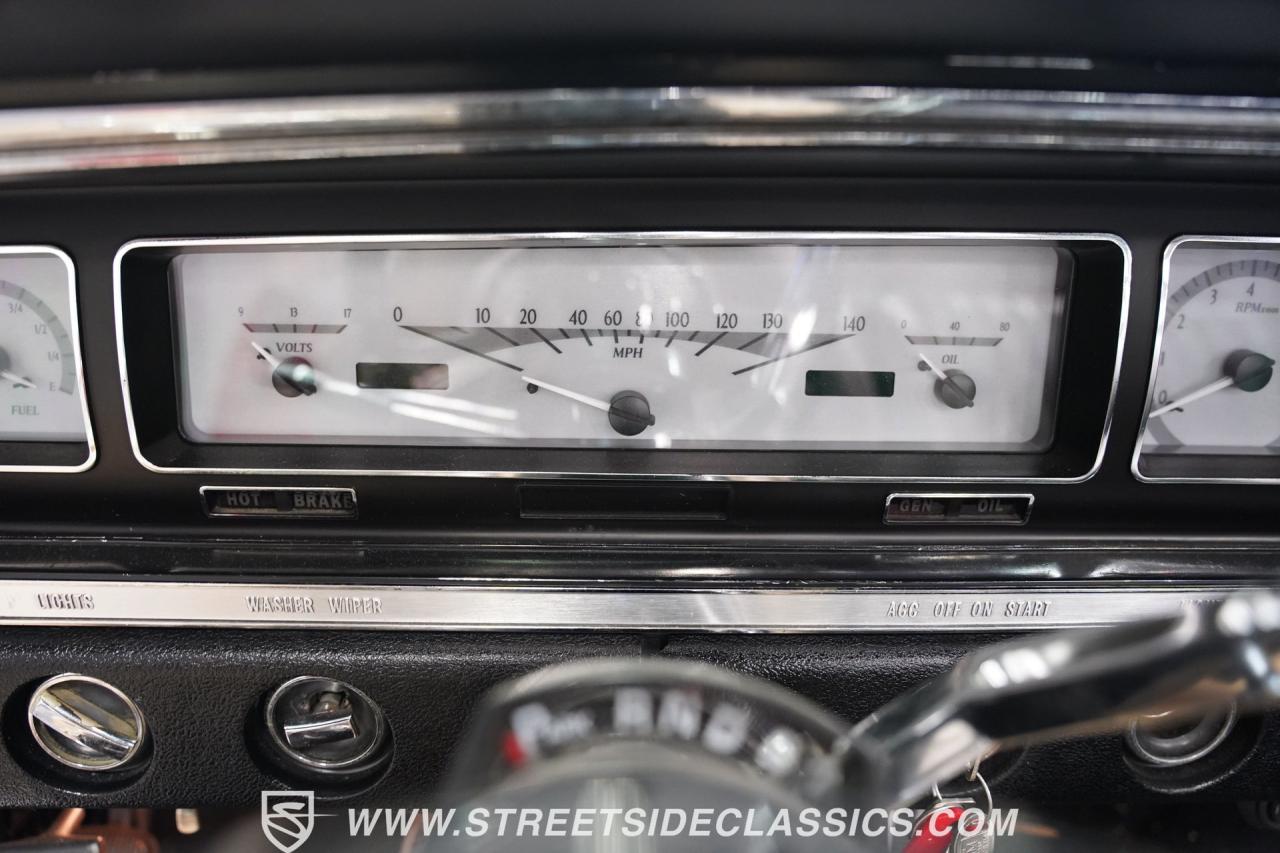 3/4
1/2
1/4
E
FUEL
9 13 17
VOLTS
0 10 20 40 60 80 100 120 130 140
MPH
0 40 80
OIL
0 1 2 3 4
RPMx1000
HOT BRAKE
GEN OIL
LIGHTS
WASHER WIPER
ACC OFF ON START
WWW.STREETSIDECLASSICS.COM